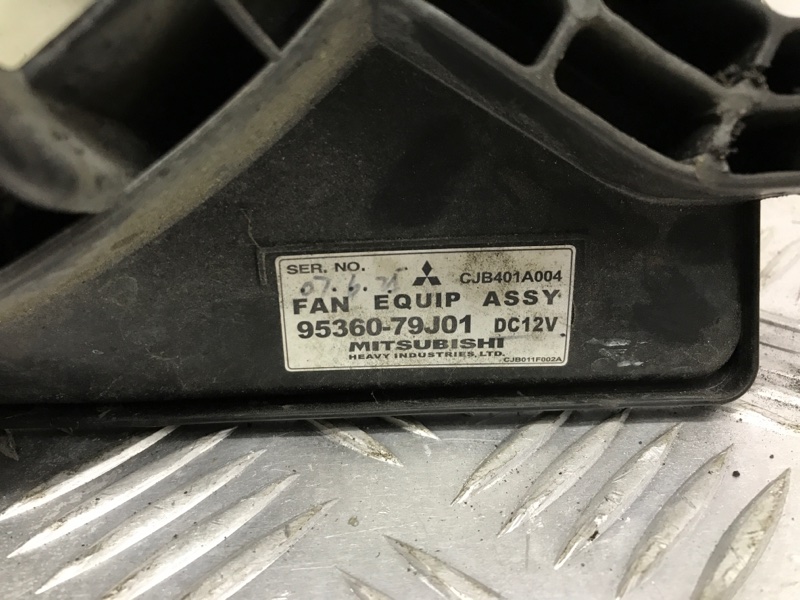 SER. NO. CJB401A004
FAN EQUIP ASSY
95360-79J01 DC12V
MITSUBISHI
HEAVY INDUSTRIES, LTD.
CJB011F002A